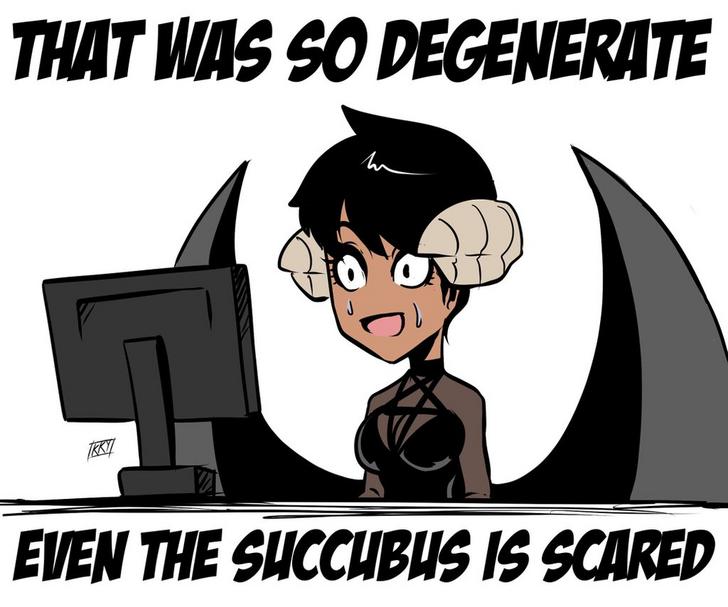 THAT WAS SO DEGENERATE
EVEN THE SUCCUBUS IS SCARED